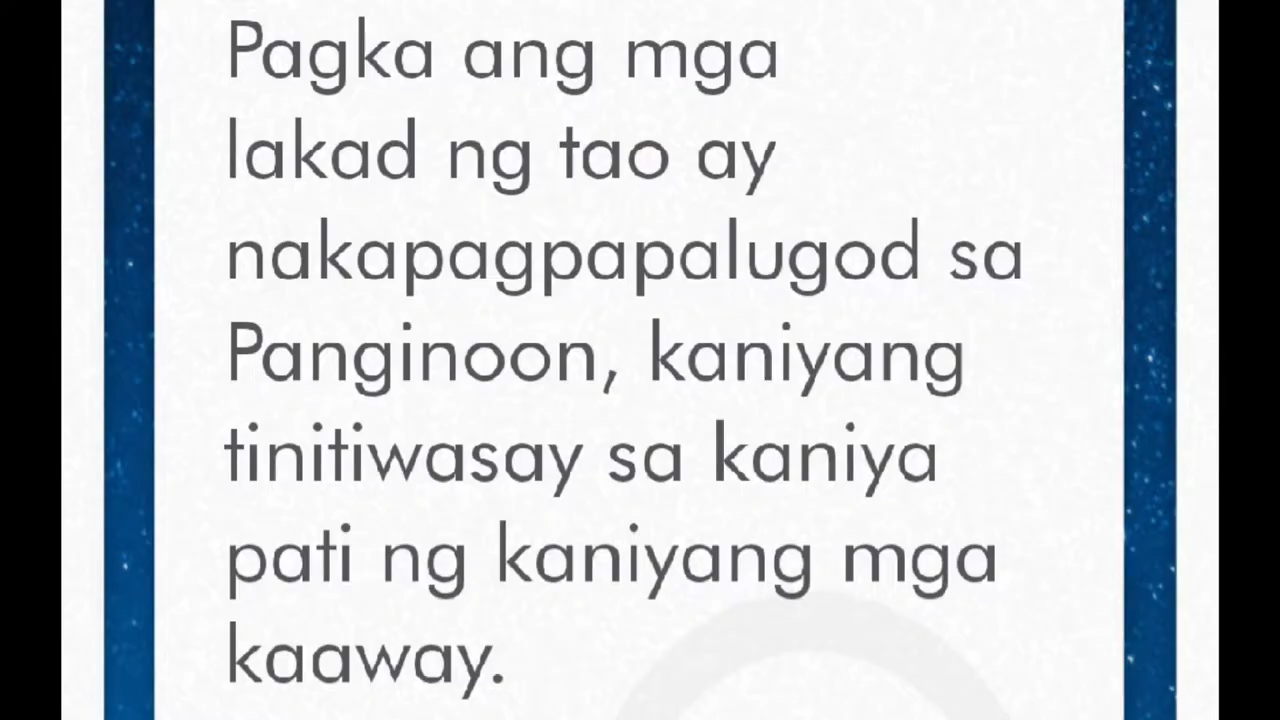 Pagka ang mga
lakad ng tao ay
nakapagpapalugod sa
Panginoon, kaniyang
tinitiwasay sa kaniya
pati ng kaniyang mga
kaaway.